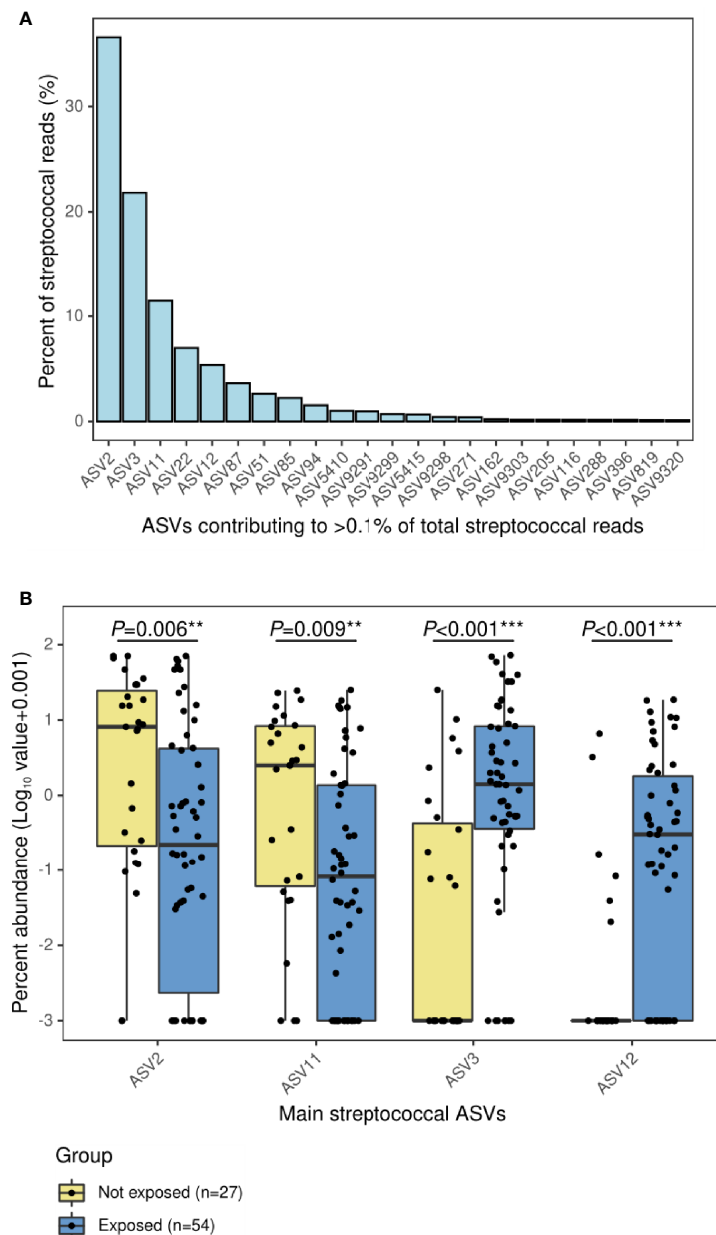 A
Percent of streptococcal reads (%)
30
20
10
0
ASV2
ASV3
ASV11
ASV22
ASV12
ASV87
ASV51
ASV85
ASV94
ASV5410
ASV9291
ASV9299
ASV5415
ASV9298
ASV271
ASV162
ASV9303
ASV205
ASV116
ASV288
ASV396
ASV819
ASV9320
ASVs contributing to >0.1% of total streptococcal reads
B
Percent abundance (Log₁₀ value+0.001)
P=0.006** P=0.009** P<0.001*** P<0.001***
2
1
0
-1
-2
-3
ASV2
ASV11
ASV3
ASV12
Main streptococcal ASVs
Group
Not exposed (n=27)
Exposed (n=54)